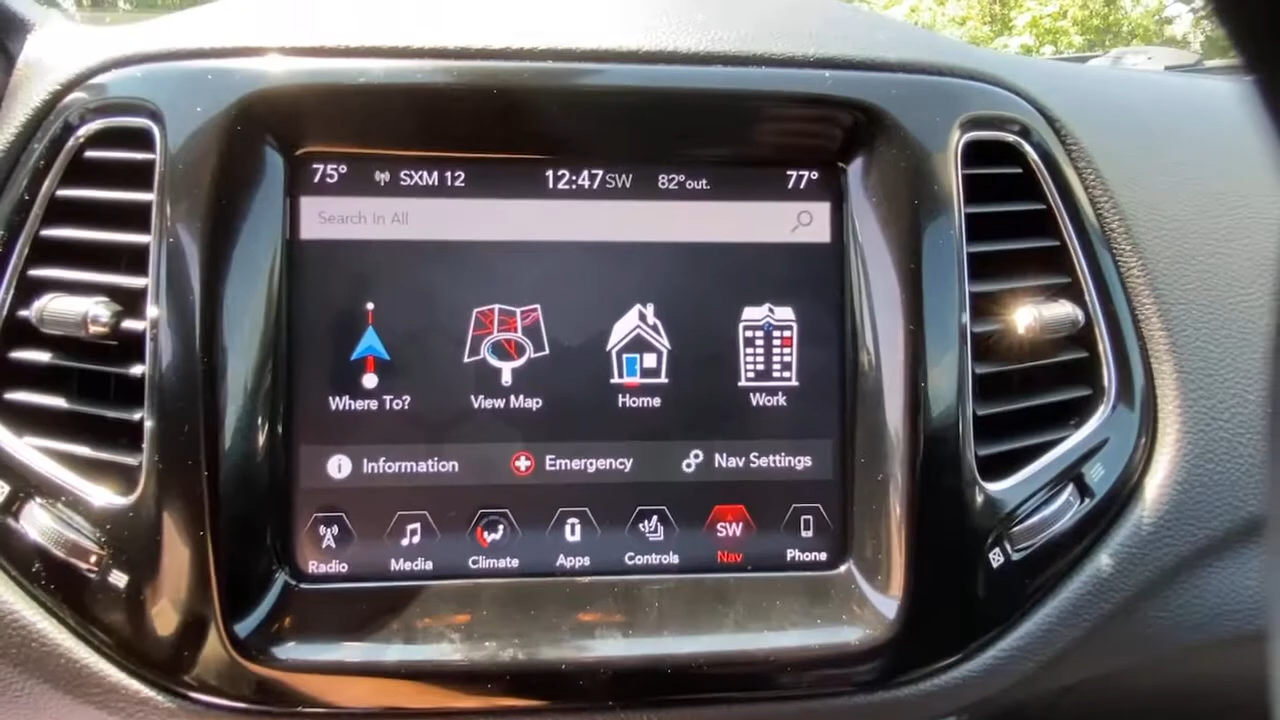 75° SXM 12 12:47 SW 82°out. 77°
Search In All
Where To? View Map Home Work
Information Emergency Nav Settings
SW
Radio Media Climate Apps Controls Nav Phone